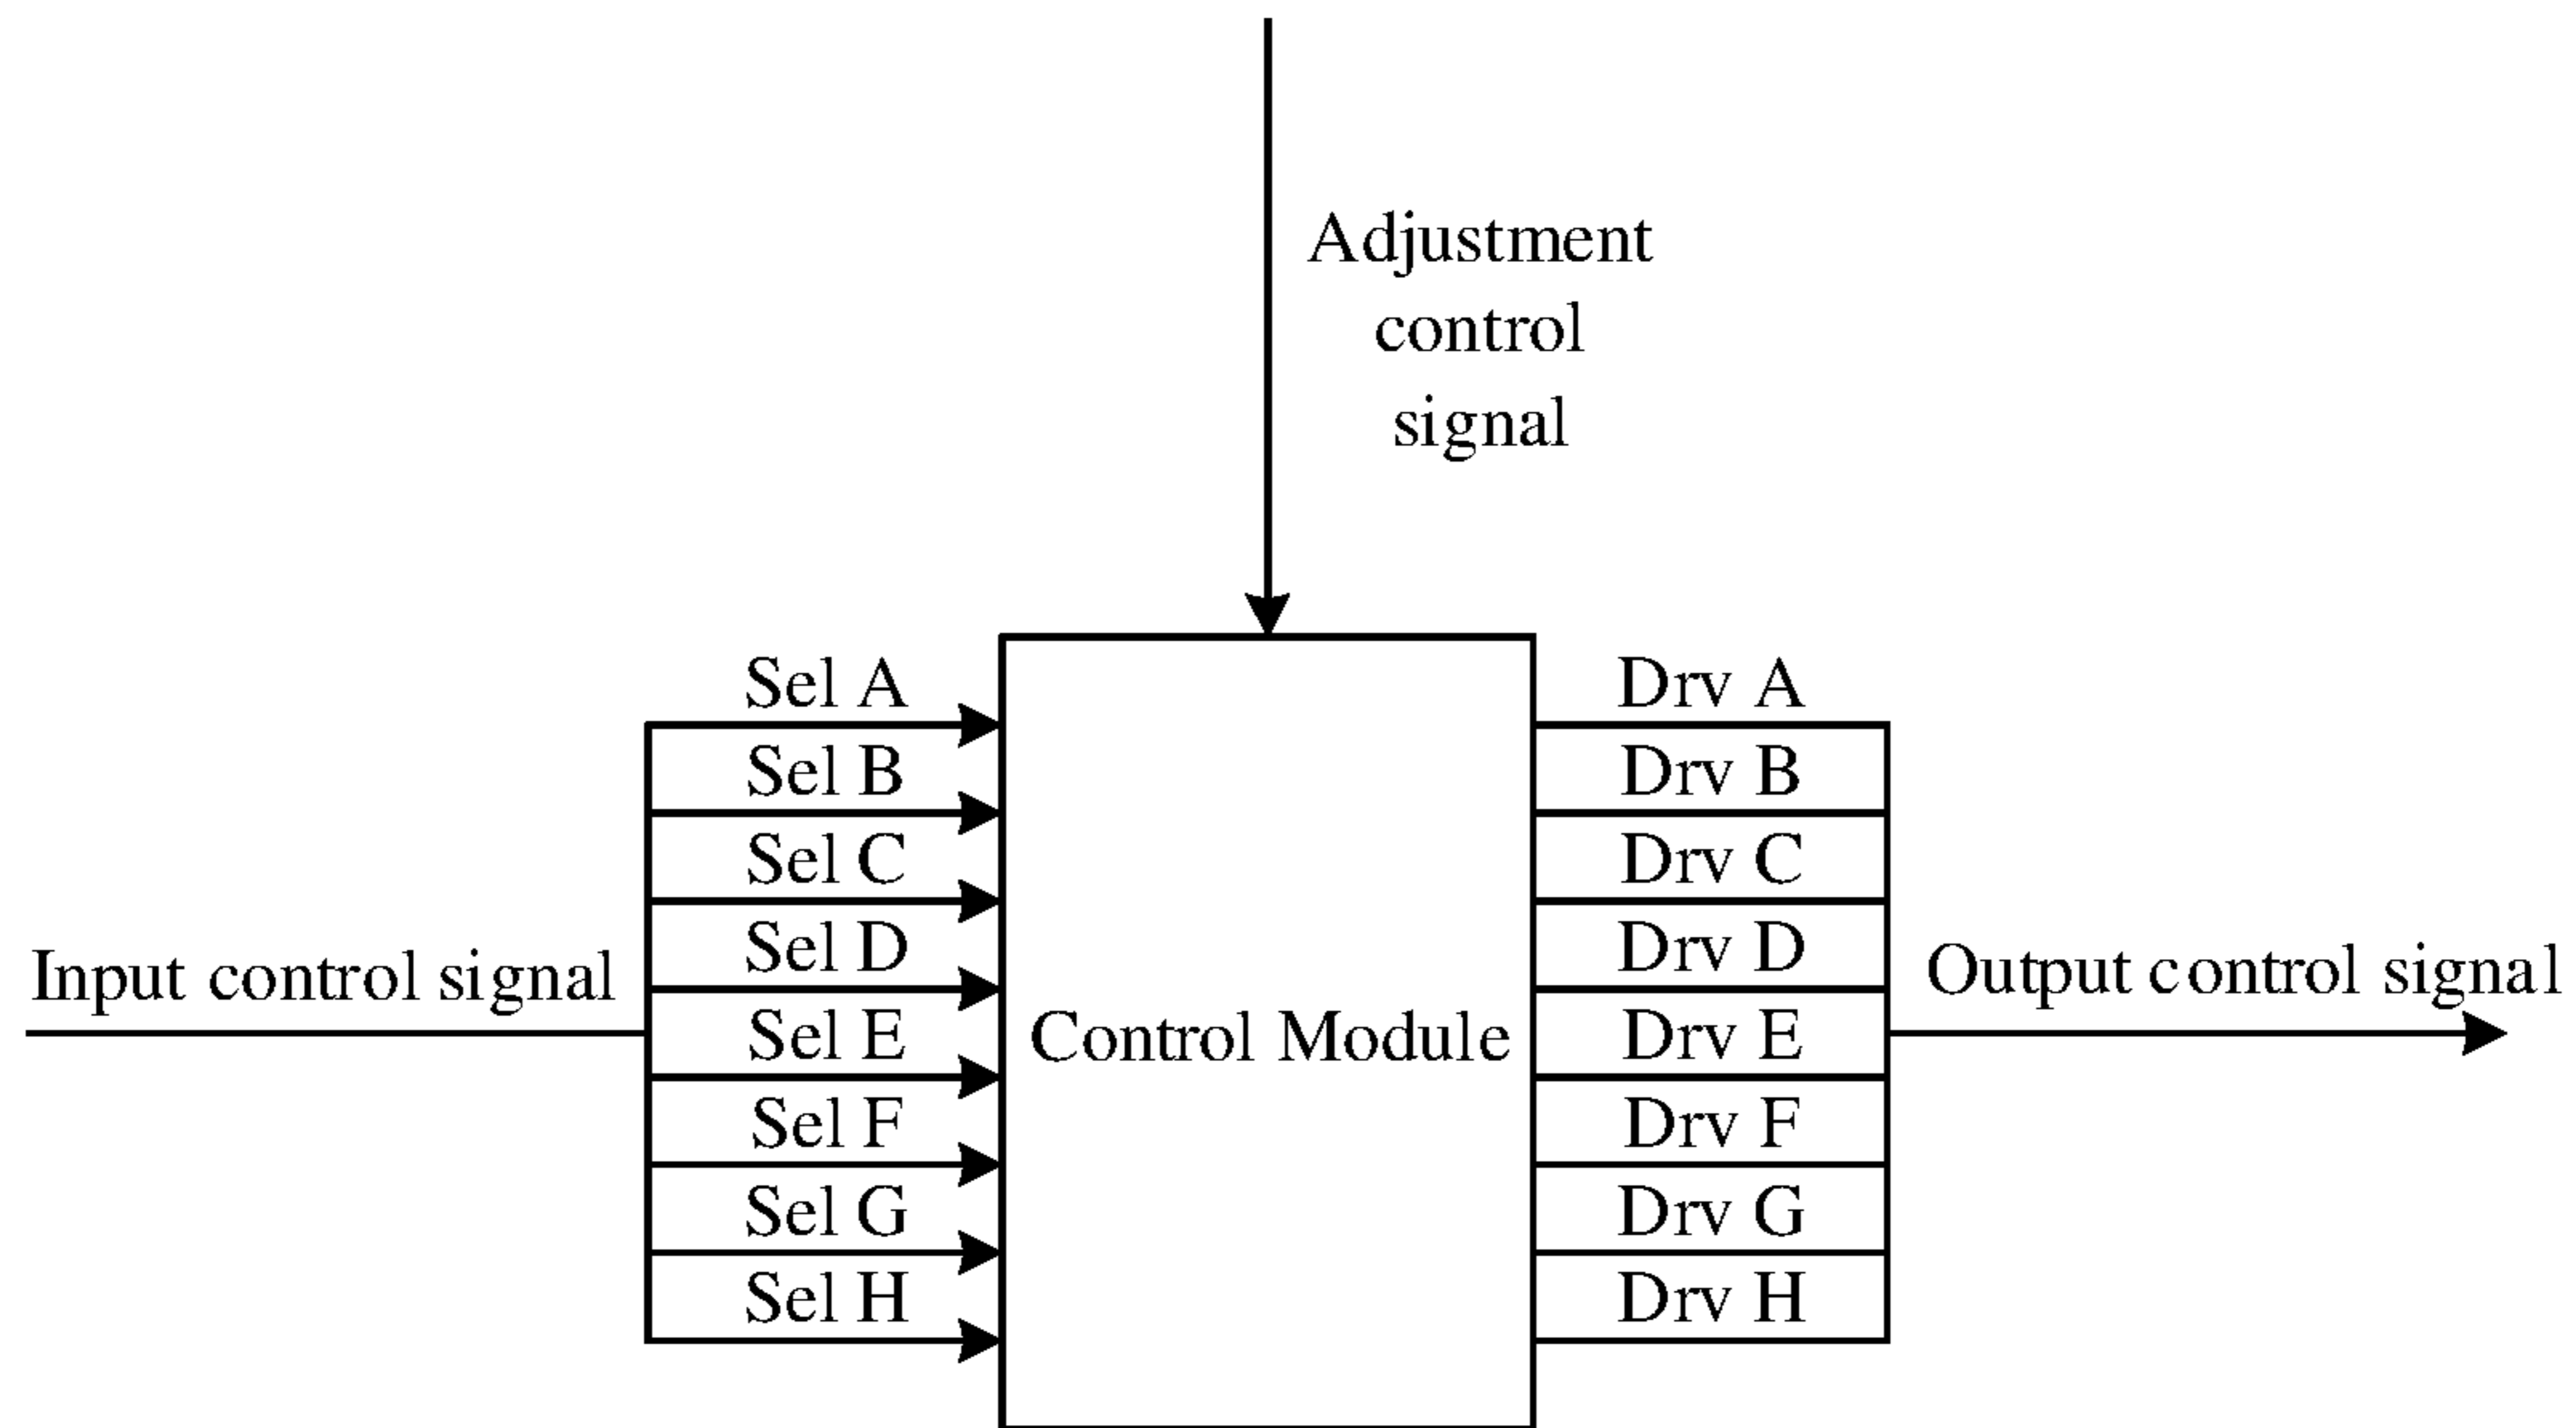 Adjustment
control
signal
Sel A
Sel B
Sel C
Sel D
Sel E
Sel F
Sel G
Sel H
Input control signal
Control Module
Drv A
Drv B
Drv C
Drv D
Drv E
Drv F
Drv G
Drv H
Output control signal